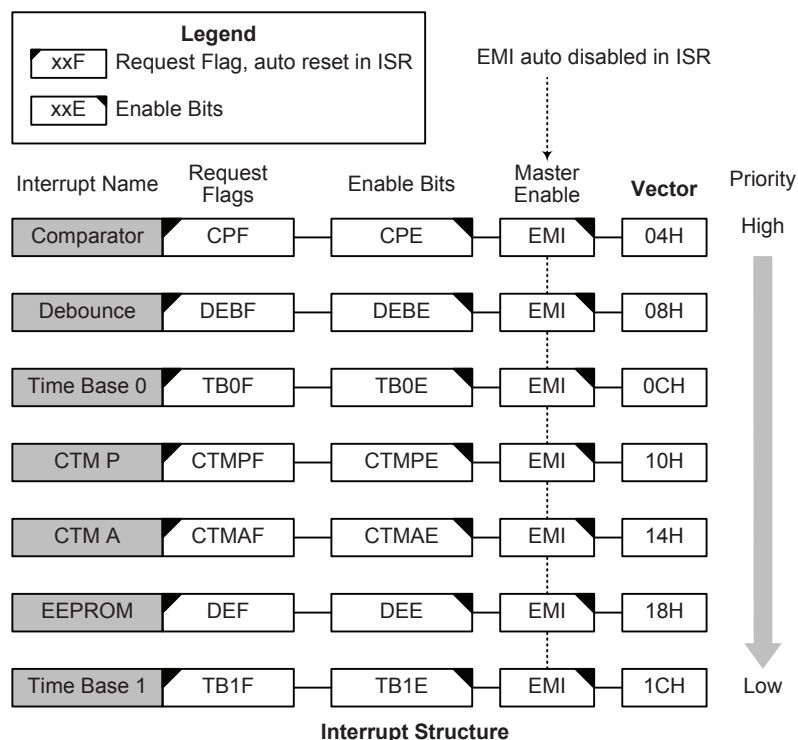 Legend
xxF Request Flag, auto reset in ISR
xxE Enable Bits
EMI auto disabled in ISR
Interrupt Name Request Flags Enable Bits Master Enable Vector Priority
Comparator CPF CPE EMI 04H High
Debounce DEBF DEBE EMI 08H
Time Base 0 TB0F TB0E EMI 0CH
CTM P CTMPF CTMPE EMI 10H
CTM A CTMAF CTMAE EMI 14H
EEPROM DEF DEE EMI 18H
Time Base 1 TB1F TB1E EMI 1CH Low
Interrupt Structure